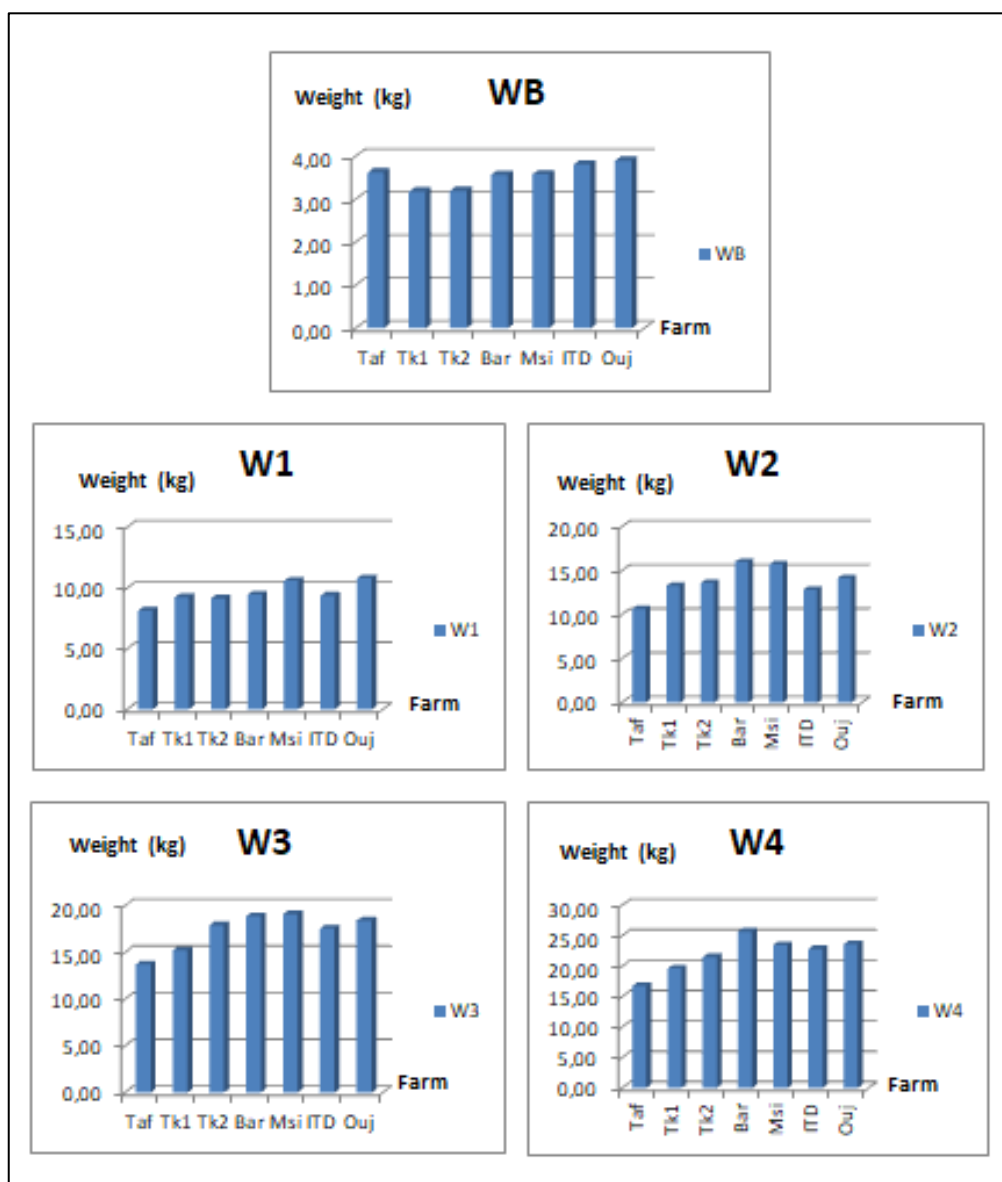 WB
Weight (kg)
4,00
3,00
2,00
1,00
0,00
Taf Tk1 Tk2 Bar Msi ITD Ouj
Farm
WB
W1
Weight (kg)
15,00
10,00
5,00
0,00
Taf Tk1 Tk2 Bar Msi ITD Ouj
Farm
W1
W2
Weight (kg)
20,00
15,00
10,00
5,00
0,00
Taf Tk1 Tk2 Bar Msi ITD Ouj
Farm
W2
W3
Weight (kg)
20,00
15,00
10,00
5,00
0,00
Taf Tk1 Tk2 Bar Msi ITD Ouj
Farm
W3
W4
Weight (kg)
30,00
25,00
20,00
15,00
10,00
5,00
0,00
Taf Tk1 Tk2 Bar Msi ITD Ouj
Farm
W4